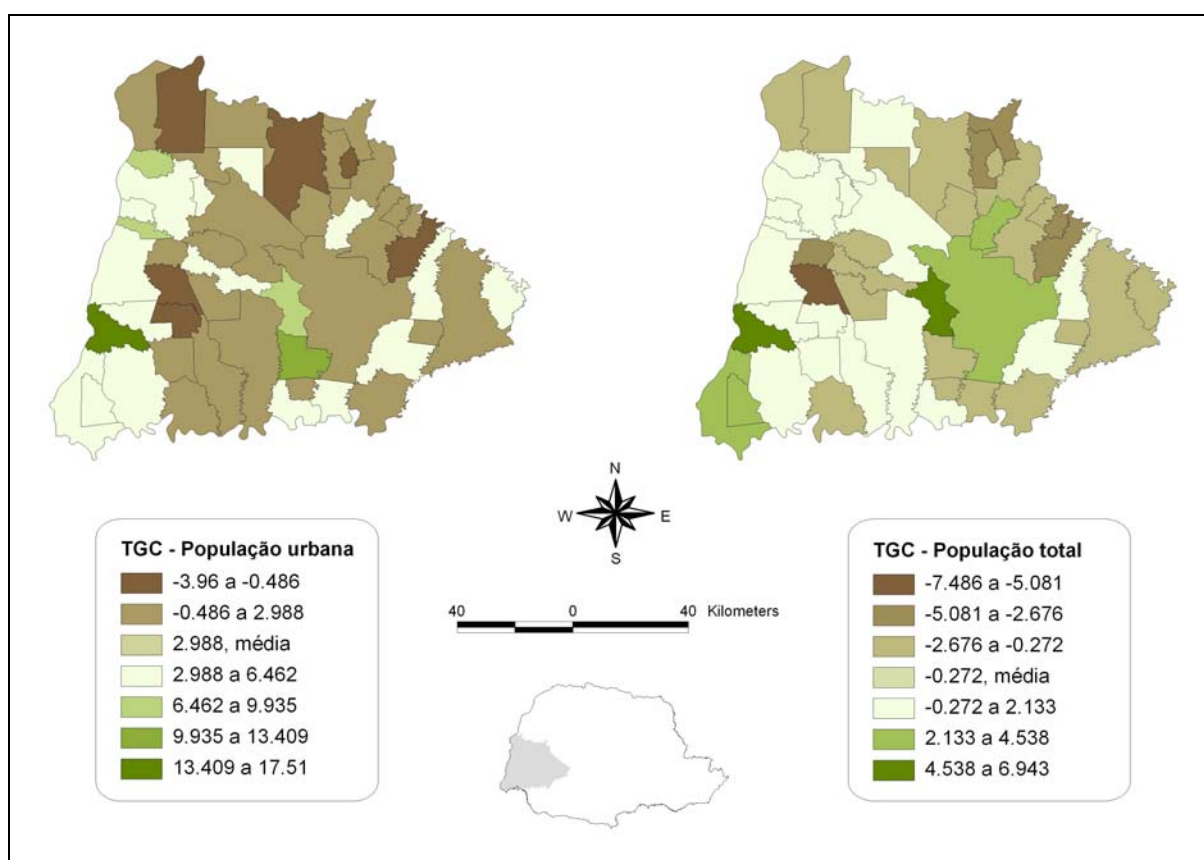 N
W E
S
TGC - População urbana
-3.96 a -0.486
-0.486 a 2.988
2.988, média
2.988 a 6.462
6.462 a 9.935
9.935 a 13.409
13.409 a 17.51
40 0 40 Kilometers
TGC - População total
-7.486 a -5.081
-5.081 a -2.676
-2.676 a -0.272
-0.272, média
-0.272 a 2.133
2.133 a 4.538
4.538 a 6.943